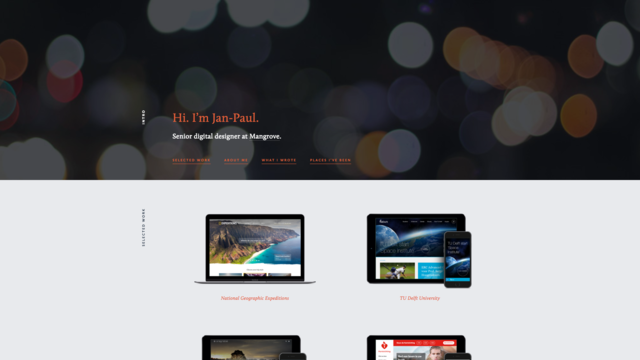 INTRO
Hi. I'm Jan-Paul.
Senior digital designer at Mangrove.
SELECTED WORK ABOUT ME WHAT I WROTE PLACES I'VE BEEN
SELECTED WORK
National Geographic Expeditions
TU Delft University